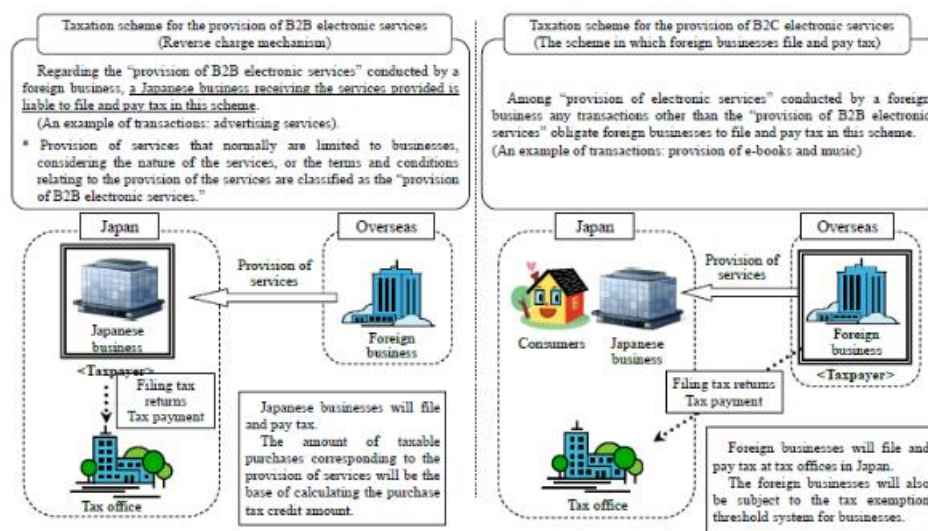 Taxation scheme for the provision of B2B electronic services
(Reverse charge mechanism)
Regarding the “provision of B2B electronic services” conducted by a
foreign business, a Japanese business receiving the services provided is
liable to file and pay tax in this scheme.
(An example of transactions: advertising services).
* Provision of services that normally are limited to businesses,
considering the nature of the services, or the terms and conditions
relating to the provision of the services are classified as the “provision
of B2B electronic services.”
Japan
Overseas
Provision of
services
Japanese
business
<Taxpayer>
Foreign
business
Filing tax
returns
Tax payment
Tax office
Japanese businesses will file
and pay tax.
The amount of taxable
purchases corresponding to the
provision of services will be the
base of calculating the purchase
tax credit amount.
Taxation scheme for the provision of B2C electronic services
(The scheme in which foreign businesses file and pay tax)
Among “provision of electronic services” conducted by a foreign
business any transactions other than the “provision of B2B electronic
services” obligate foreign businesses to file and pay tax in this scheme.
(An example of transactions: provision of e-books and music)
Japan
Overseas
Provision of
services
Consumers
Japanese
business
Foreign
business
<Taxpayer>
Filing tax returns
Tax payment
Tax office
Foreign businesses will file and
pay tax at tax offices in Japan.
The foreign businesses will also
be subject to the tax exemption
threshold system for businesses.